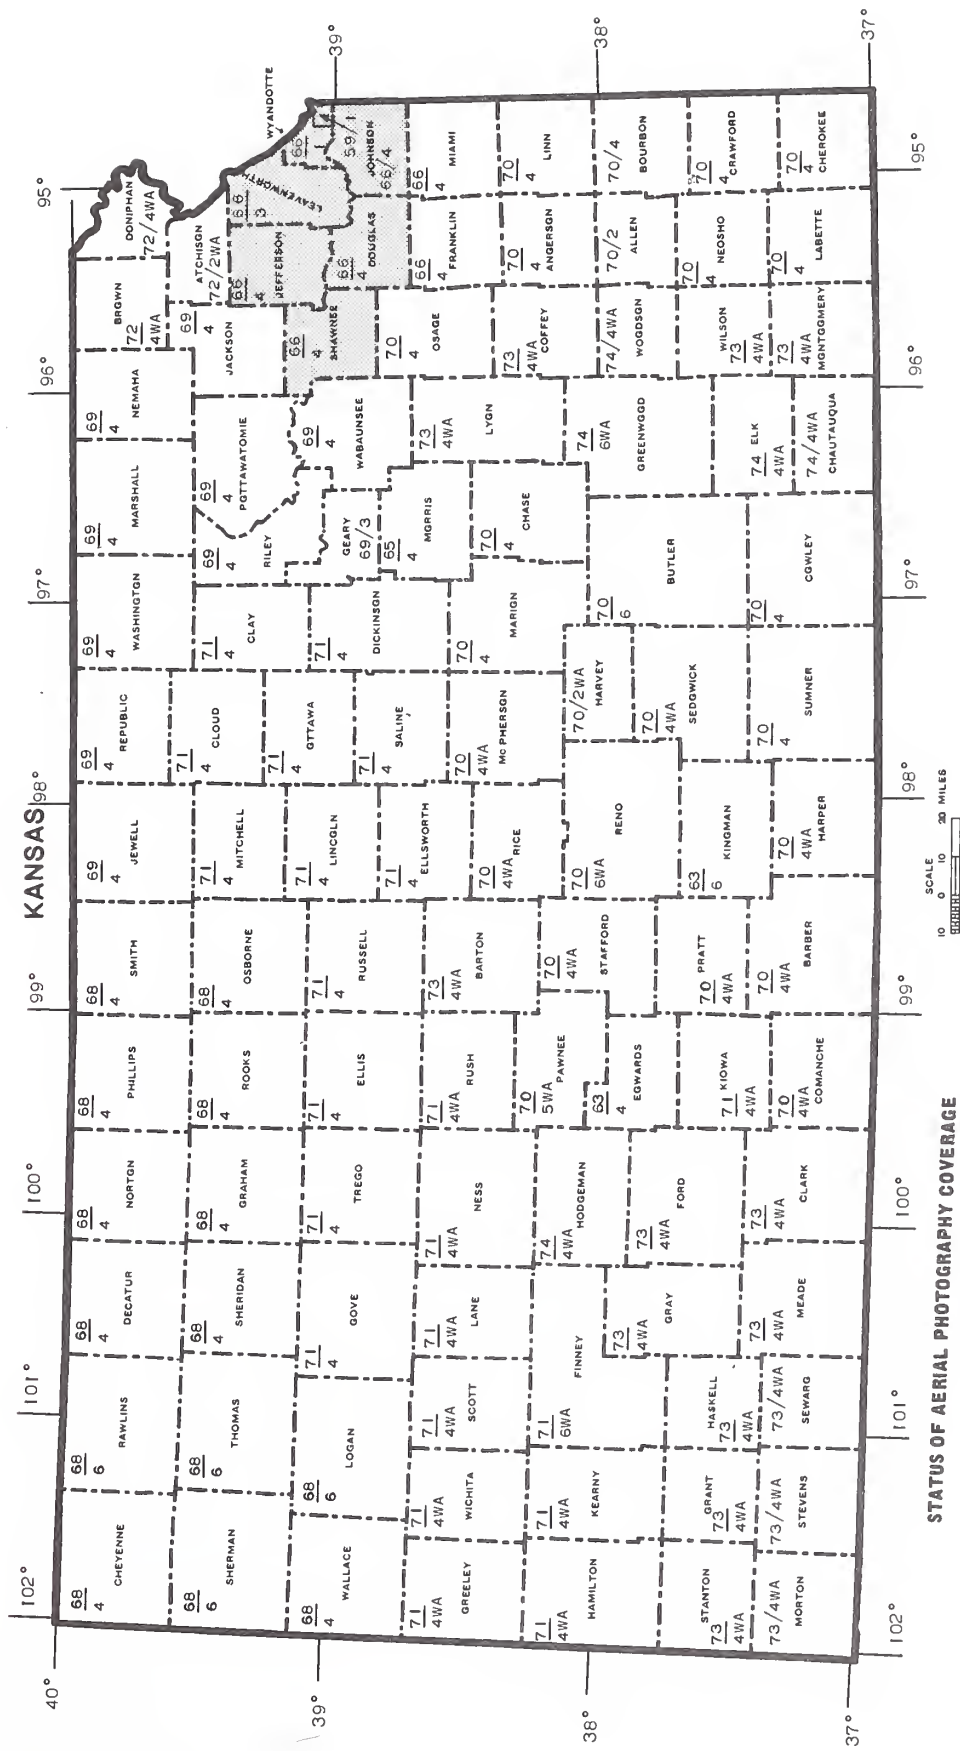 KANSAS
102°
101°
100°
99°
98°
97°
96°
95°
40°
39°
38°
37°
39°
38°
37°
102°
101°
100°
99°
98°
97°
96°
95°
68
4
CHEYENNE
68
6
RAWLINS
68
4
DECATUR
68
4
NORTON
68
4
PHILLIPS
68
4
SMITH
69
4
JEWELL
69
4
REPUBLIC
69
4
WASHINGTON
69
4
MARSHALL
69
4
NEMAHA
BROWN
72
4WA
DONIPHAN
72/4WA
68
6
SHERMAN
68
6
THOMAS
68
4
SHERIDAN
68
4
GRAHAM
68
4
ROOKS
68
4
OSBORNE
71
4
MITCHELL
71
4
CLOUD
71
4
CLAY
69
4
RILEY
69
4
POTTAWATOMIE
69
4
JACKSON
ATCHISON
72/2WA
66
4
JEFFERSON
66
3
LEAVENWORTH
WYANDOTTE
66
68
4
WALLACE
68
6
LOGAN
71
4
GOVE
71
4
TREGO
71
4
ELLIS
71
4
RUSSELL
71
4
LINCOLN
71
4
OTTAWA
71
4
DICKINSON
GEARY
69/3
69
4
WABAUNSEE
66
4
SHAWNEE
66
4
DOUGLAS
59/1
JOHNSON
66/4
71
4
ELLSWORTH
71
4
SALINE
65
4
MORRIS
70
4
OSAGE
66
4
FRANKLIN
66
4
MIAMI
71
4WA
GREELEY
71
4WA
WICHITA
71
4WA
SCOTT
71
4WA
LANE
71
4WA
NESS
71
4WA
RUSH
73
4WA
BARTON
70
4WA
RICE
70
4WA
McPHERSON
70
4
MARION
70
4
CHASE
73
4WA
LYON
73
4WA
COFFEY
70
4
ANDERSON
70
4
LINN
71
4WA
HAMILTON
71
4WA
KEARNY
71
6WA
FINNEY
74
4WA
HODGEMAN
70
5WA
PAWNEE
70
4WA
STAFFORD
70
6WA
RENO
70/2WA
HARVEY
70
6
BUTLER
74
6WA
GREENWOOD
74/4WA
WOODSON
70/2
ALLEN
70/4
BOURBON
73
4WA
GRAY
73
4WA
FORD
63
4
EDWARDS
70
4WA
SEDGWICK
STANTON
73
4WA
GRANT
73
4WA
HASKELL
73
4WA
71
4WA
KIOWA
70
4WA
PRATT
63
6
KINGMAN
74
4WA
ELK
WILSON
73
4WA
70
4
NEOSHO
70
4
CRAWFORD
73/4WA
MORTON
73/4WA
STEVENS
73/4WA
SEWARD
73
4WA
MEADE
73
4WA
CLARK
70
4WA
COMANCHE
70
4WA
BARBER
70
4WA
HARPER
70
4
SUMNER
70
4
COWLEY
74/4WA
CHAUTAUQUA
73
4WA
MONTGOMERY
70
4
LABETTE
70
4
CHEROKEE
SCALE
10 0 10 20 MILES
STATUS OF AERIAL PHOTOGRAPHY COVERAGE